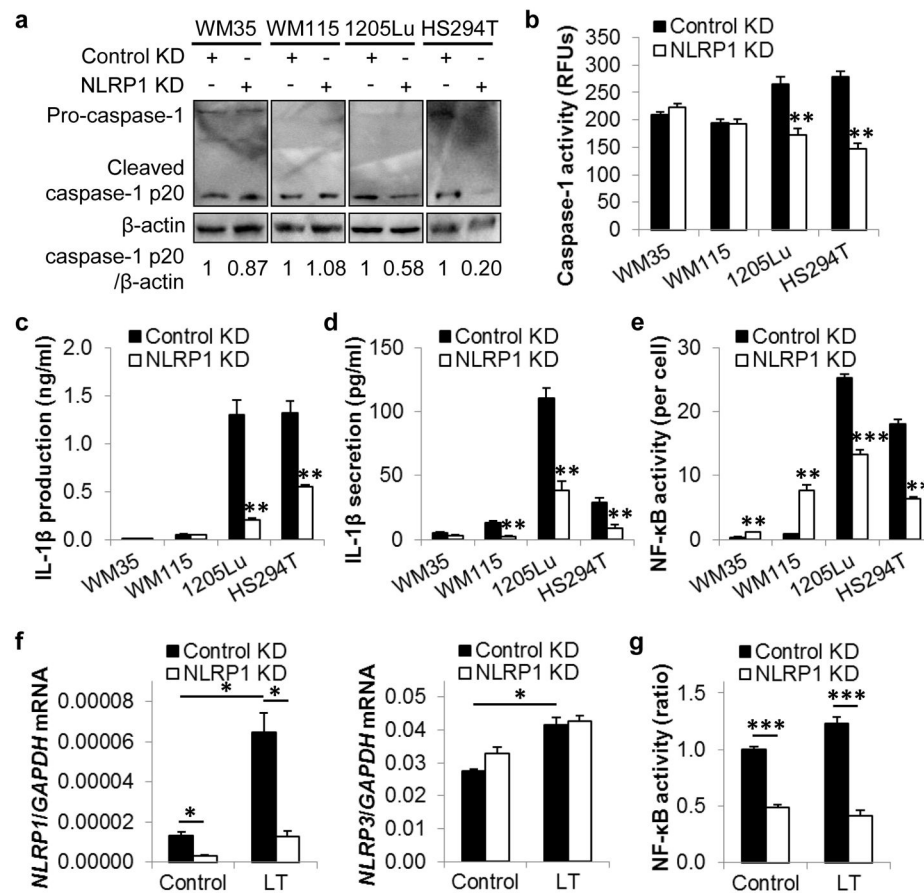 a
WM35 WM115 1205Lu HS294T
Control KD + - + - + - + -
NLRP1 KD - + - + - + - +
Pro-caspase-1
Cleaved
caspase-1 p20
β-actin
caspase-1 p20
/β-actin
1 0.87 1 1.08 1 0.58 1 0.20
b
Control KD
NLRP1 KD
Caspase-1 activity (RFUs)
350
300
250
200
150
100
50
0
**
**
WM35
WM115
1205Lu
HS294T
c
Control KD
NLRP1 KD
IL-1β production (ng/ml)
2.0
1.5
1.0
0.5
0.0
**
**
WM35
WM115
1205Lu
HS294T
d
Control KD
NLRP1 KD
IL-1β secretion (pg/ml)
150
100
50
0
**
**
**
WM35
WM115
1205Lu
HS294T
e
Control KD
NLRP1 KD
NF-κB activity (per cell)
30
20
10
0
**
**
***
**
WM35
WM115
1205Lu
HS294T
f
Control KD
NLRP1 KD
NLRP1/GAPDH mRNA
0.00008
0.00006
0.00004
0.00002
0.00000
*
*
*
Control
LT
Control KD
NLRP1 KD
NLRP3/GAPDH mRNA
0.05
0.04
0.03
0.02
0.01
0.00
*
Control
LT
g
Control KD
NLRP1 KD
NF-κB activity (ratio)
1.5
1.0
0.5
0.0
***
***
Control
LT